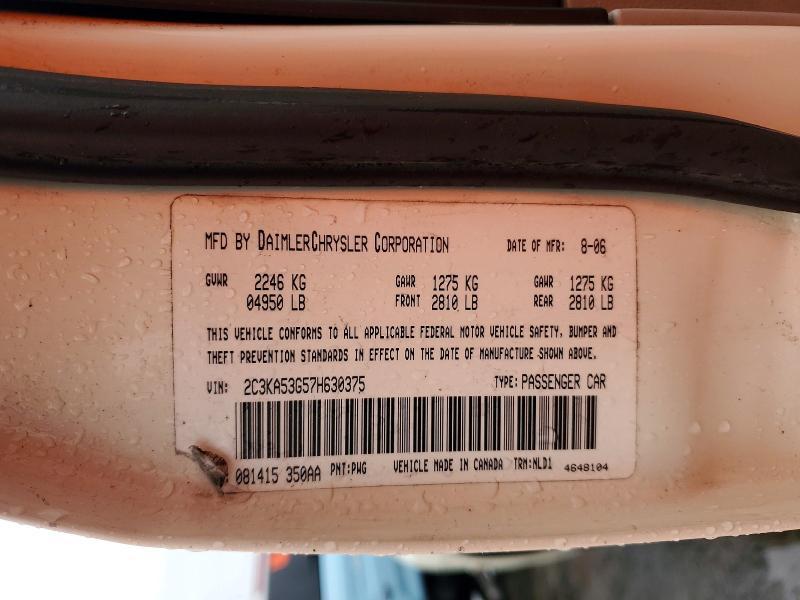 MFD BY DAIMLERCHRYSLER CORPORATION DATE OF MFR: 8-06
GVWR 2246 KG GAWR 1275 KG GAWR 1275 KG
04950 LB FRONT 2810 LB REAR 2810 LB
THIS VEHICLE CONFORMS TO ALL APPLICABLE FEDERAL MOTOR VEHICLE SAFETY, BUMPER AND
THEFT PREVENTION STANDARDS IN EFFECT ON THE DATE OF MANUFACTURE SHOWN ABOVE.
VIN: 2C3KA53G57H630375 TYPE: PASSENGER CAR
081415 350AA PNT:PWG VEHICLE MADE IN CANADA TRM:NLD1 4648104